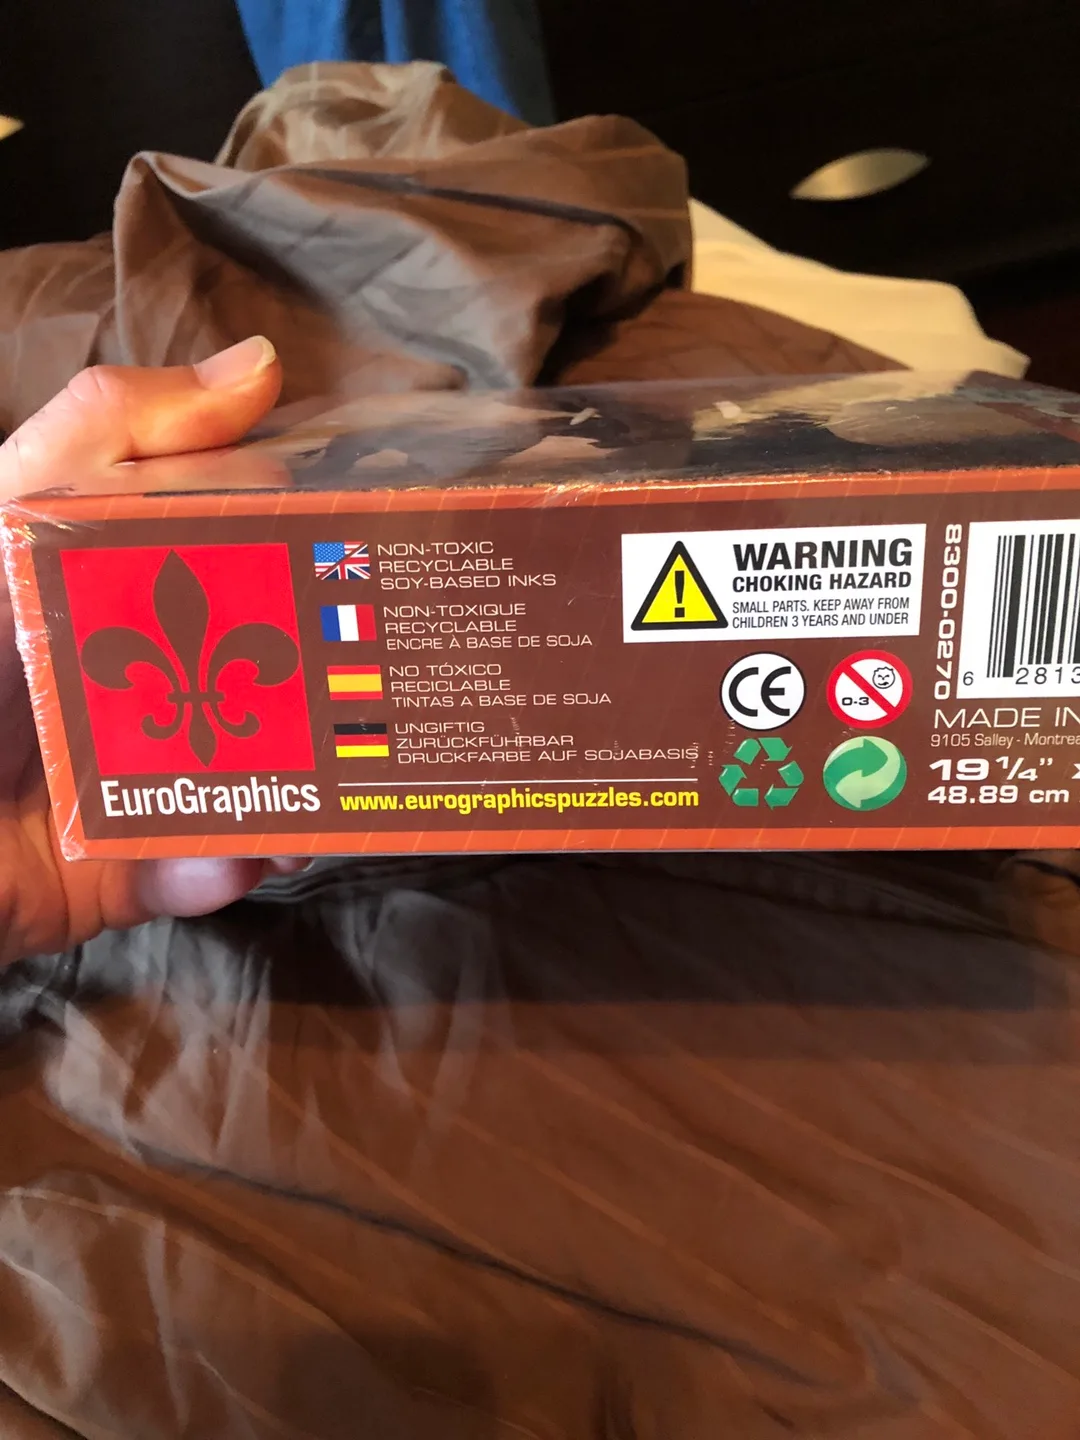 NON-TOXIC
RECYCLABLE
SOY-BASED INKS
NON-TOXIQUE
RECYCLABLE
ENCRE À BASE DE SOJA
NO TÓXICO
RECICLABLE
TINTAS A BASE DE SOJA
UNGIFTIG
ZURÜCKFÜHRBAR
DRUCKFARBE AUF SOJABASIS
EuroGraphics
www.eurographicspuzzles.com
WARNING
CHOKING HAZARD
SMALL PARTS. KEEP AWAY FROM
CHILDREN 3 YEARS AND UNDER
CE
0-3
8300-0270
6 2813
MADE IN
9105 Salley - Montrea
19 1/4" x
48.89 cm